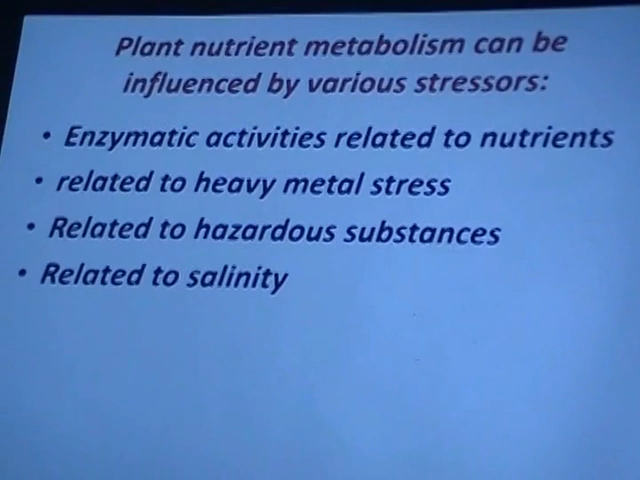 Plant nutrient metabolism can be
influenced by various stressors:
• Enzymatic activities related to nutrients
• related to heavy metal stress
• Related to hazardous substances
• Related to salinity